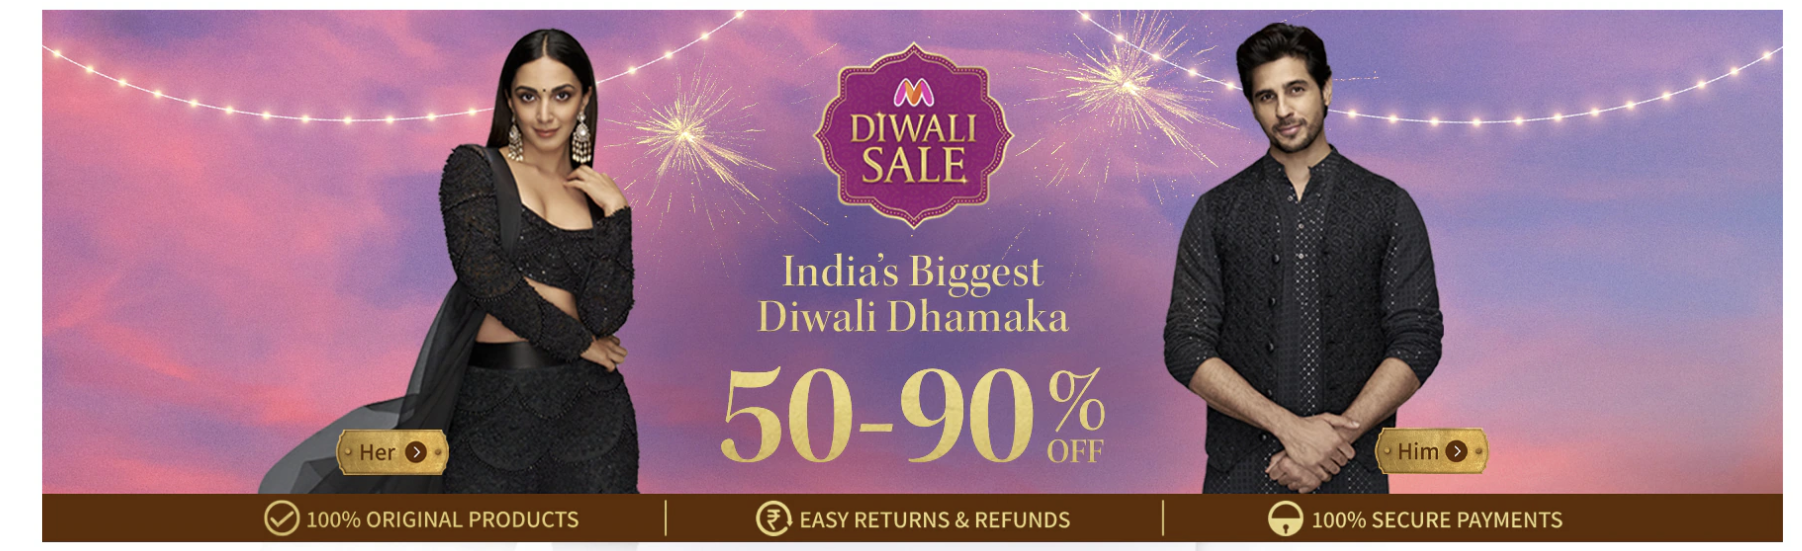 DIWALI
SALE
India's Biggest
Diwali Dhamaka
50-90%
OFF
Her
Him
100% ORIGINAL PRODUCTS
EASY RETURNS & REFUNDS
100% SECURE PAYMENTS